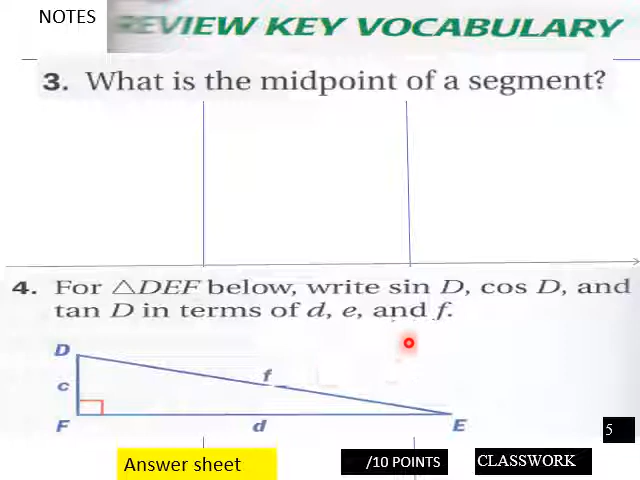 NOTES
REVIEW KEY VOCABULARY
3. What is the midpoint of a segment?
4. For △DEF below, write sin D, cos D, and
tan D in terms of d, e, and f.
D
f
c
F
d
E
5
Answer sheet
/10 POINTS
CLASSWORK